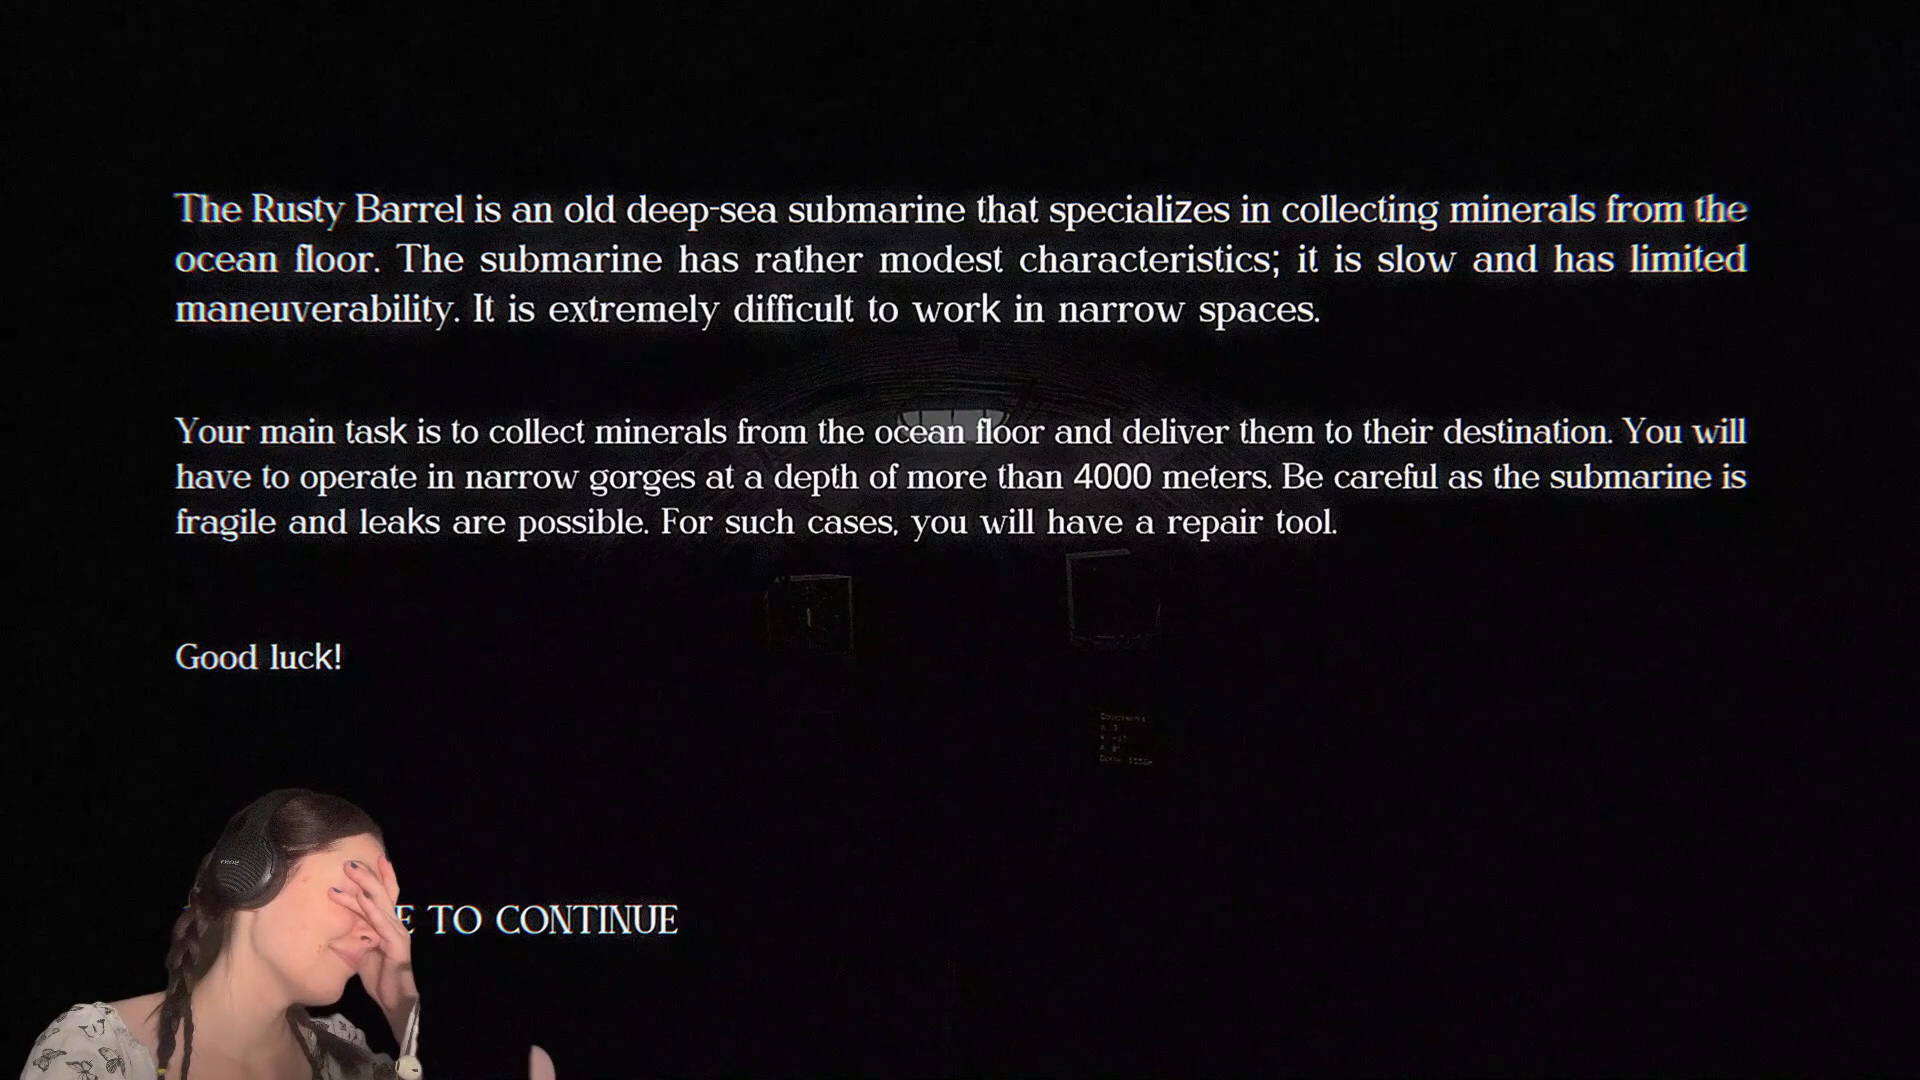 The Rusty Barrel is an old deep-sea submarine that specializes in collecting minerals from the
ocean floor. The submarine has rather modest characteristics; it is slow and has limited
maneuverability. It is extremely difficult to work in narrow spaces.
Your main task is to collect minerals from the ocean floor and deliver them to their destination. You will
have to operate in narrow gorges at a depth of more than 4000 meters. Be careful as the submarine is
fragile and leaks are possible. For such cases, you will have a repair tool.
Good luck!
TO CONTINUE